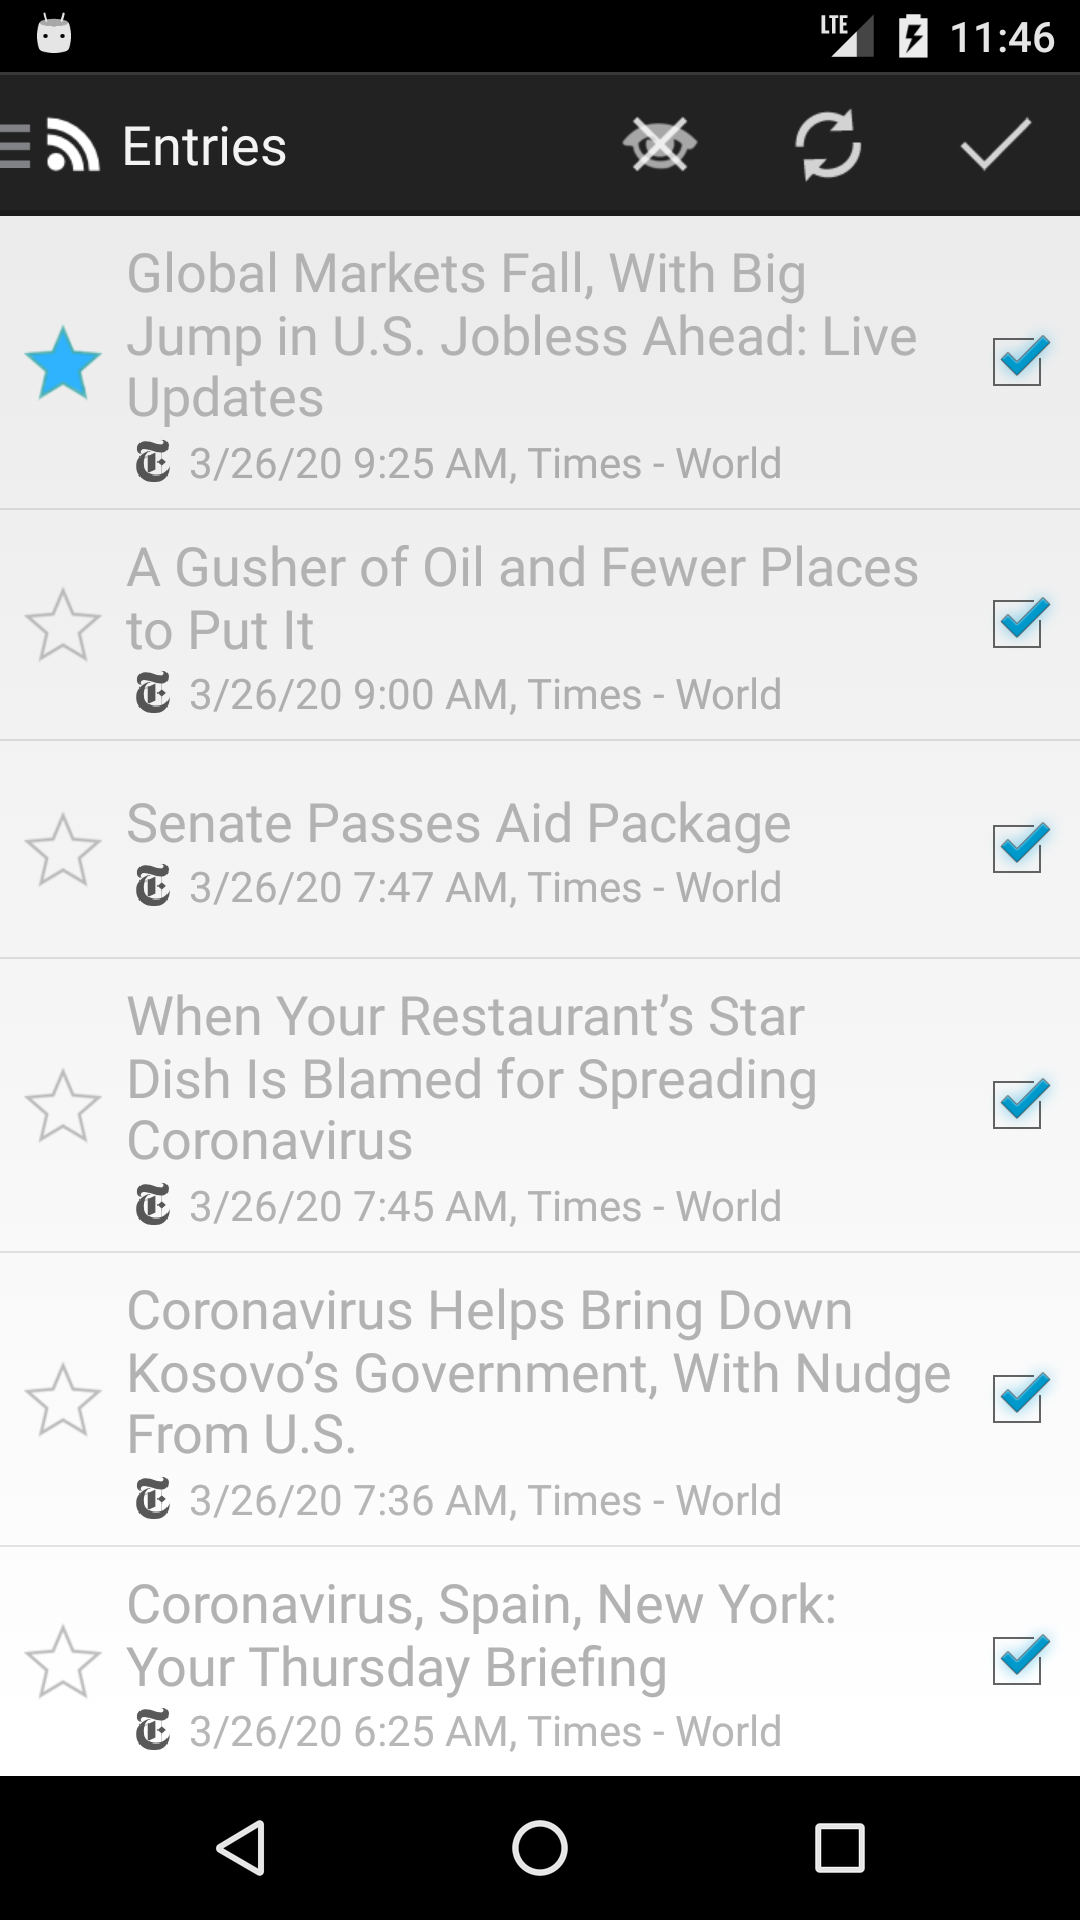 LTE 11:46
Entries
Global Markets Fall, With Big
Jump in U.S. Jobless Ahead: Live
Updates
T 3/26/20 9:25 AM, Times - World
A Gusher of Oil and Fewer Places
to Put It
T 3/26/20 9:00 AM, Times - World
Senate Passes Aid Package
T 3/26/20 7:47 AM, Times - World
When Your Restaurant’s Star
Dish Is Blamed for Spreading
Coronavirus
T 3/26/20 7:45 AM, Times - World
Coronavirus Helps Bring Down
Kosovo’s Government, With Nudge
From U.S.
T 3/26/20 7:36 AM, Times - World
Coronavirus, Spain, New York:
Your Thursday Briefing
T 3/26/20 6:25 AM, Times - World